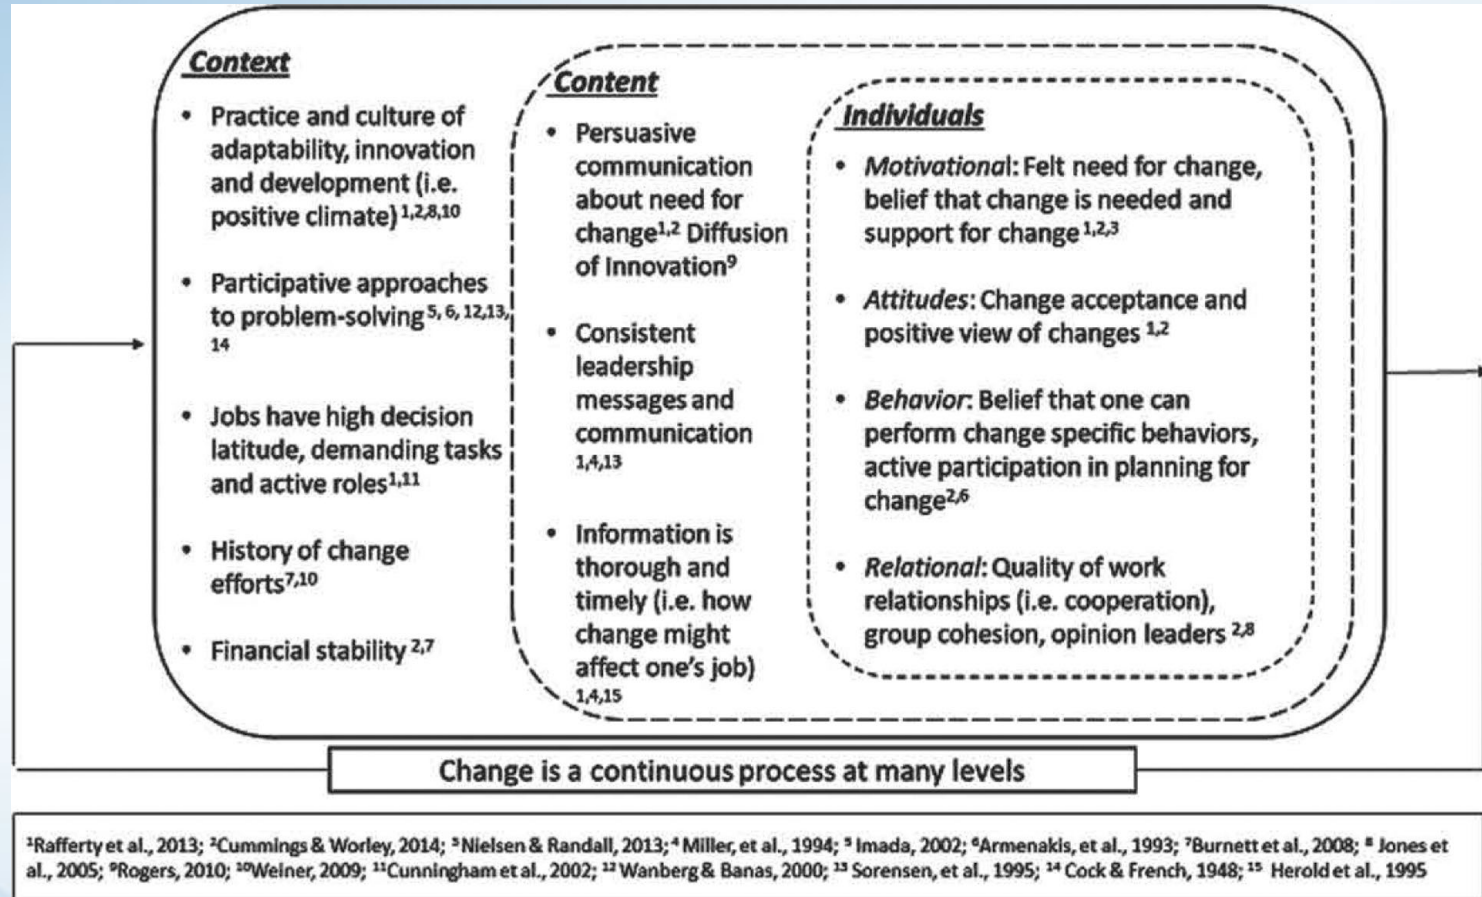 Context
• Practice and culture of
adaptability, innovation
and development (i.e.
positive climate) 1,2,8,10
• Participative approaches
to problem-solving 5, 6, 12,13,
14
• Jobs have high decision
latitude, demanding tasks
and active roles1,11
• History of change
efforts7,10
• Financial stability 2,7
Content
• Persuasive
communication
about need for
change1,2 Diffusion
of Innovation9
• Consistent
leadership
messages and
communication
1,4,13
• Information is
thorough and
timely (i.e. how
change might
affect one's job)
1,4,15
Individuals
• Motivational: Felt need for change,
belief that change is needed and
support for change 1,2,3
• Attitudes: Change acceptance and
positive view of changes 1,2
• Behavior: Belief that one can
perform change specific behaviors,
active participation in planning for
change2,6
• Relational: Quality of work
relationships (i.e. cooperation),
group cohesion, opinion leaders 2,8
Change is a continuous process at many levels
1Rafferty et al., 2013; 2Cummings & Worley, 2014; 3Nielsen & Randall, 2013; 4 Miller, et al., 1994; 5 Imada, 2002; 6Armenakis, et al., 1993; 7Burnett et al., 2008; 8 Jones et
al., 2005; 9Rogers, 2010; 10Weiner, 2009; 11Cunningham et al., 2002; 12 Wanberg & Banas, 2000; 13 Sorensen, et al., 1995; 14 Cock & French, 1948; 15 Herold et al., 1995